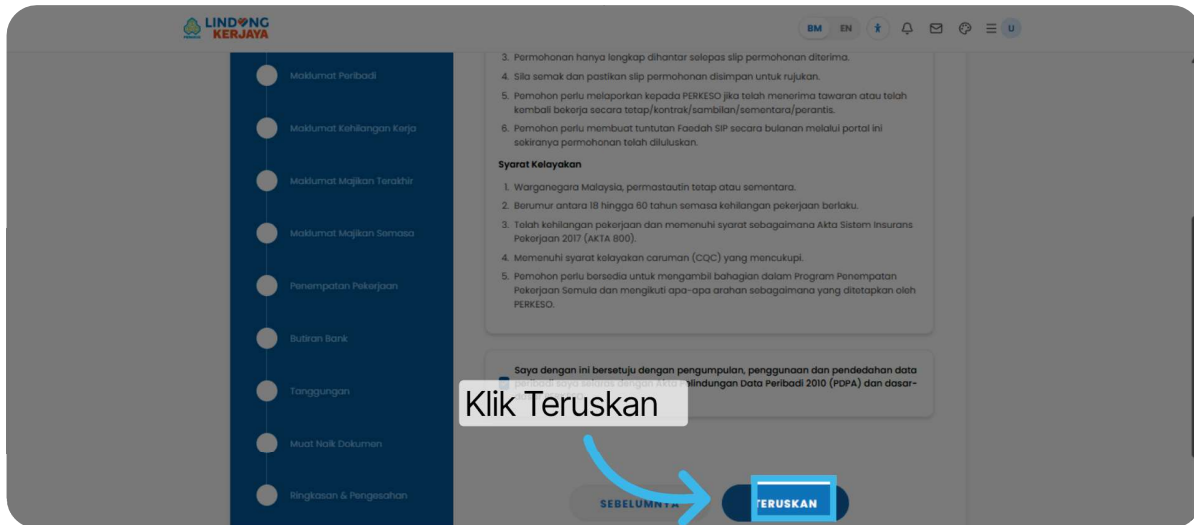 LINDUNG
KERJAYA
BM EN
U
3. Permohonan hanya lengkap dihantar selepas slip permohonan diterima.
4. Sila semak dan pastikan slip permohonan disimpan untuk rujukan.
5. Pemohon perlu melaporkan kepada PERKESO jika telah menerima tawaran atau telah
kembali bekerja secara tetap/kontrak/sambilan/sementara/perantis.
6. Pemohon perlu membuat tuntutan Faedah SIP secara bulanan melalui portal ini
sekiranya permohonan telah diluluskan.
Syarat Kelayakan
1. Warganegara Malaysia, permastautin tetap atau sementara.
2. Berumur antara 18 hingga 60 tahun semasa kehilangan pekerjaan berlaku.
3. Telah kehilangan pekerjaan dan memenuhi syarat sebagaimana Akta Sistem Insurans
Pekerjaan 2017 (AKTA 800).
4. Memenuhi syarat kelayakan caruman (CQC) yang mencukupi.
5. Pemohon perlu bersedia untuk mengambil bahagian dalam Program Penempatan
Pekerjaan Semula dan mengikuti apa-apa arahan sebagaimana yang ditetapkan oleh
PERKESO.
Maklumat Peribadi
Maklumat Kehilangan Kerja
Maklumat Majikan Terakhir
Maklumat Majikan Semasa
Penempatan Pekerjaan
Butiran Bank
Tanggungan
Muat Naik Dokumen
Ringkasan & Pengesahan
Saya dengan ini bersetuju dengan pengumpulan, penggunaan dan pendedahan data
peribadi saya selaras dengan Akta Pelindungan Data Peribadi 2010 (PDPA) dan dasar-
Klik Teruskan
SEBELUMNYA
TERUSKAN